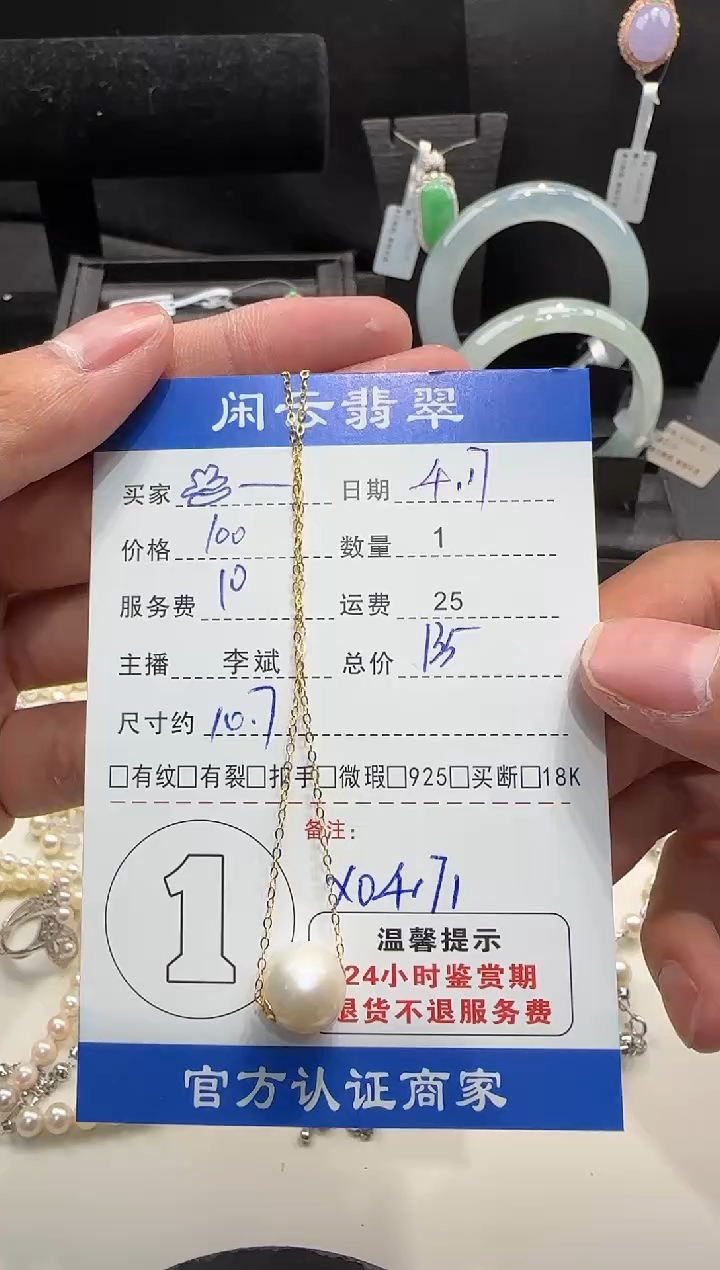 闲云翡翠
买家 日期 4.17
价格 100 数量 1
服务费 10 运费 25
主播 李斌 总价 135
尺寸约 10.7
□有纹□有裂□扣手□微瑕□925□买断□18K
备注：
1
X04.171
温馨提示
24小时鉴赏期
退货不退服务费
官方认证商家